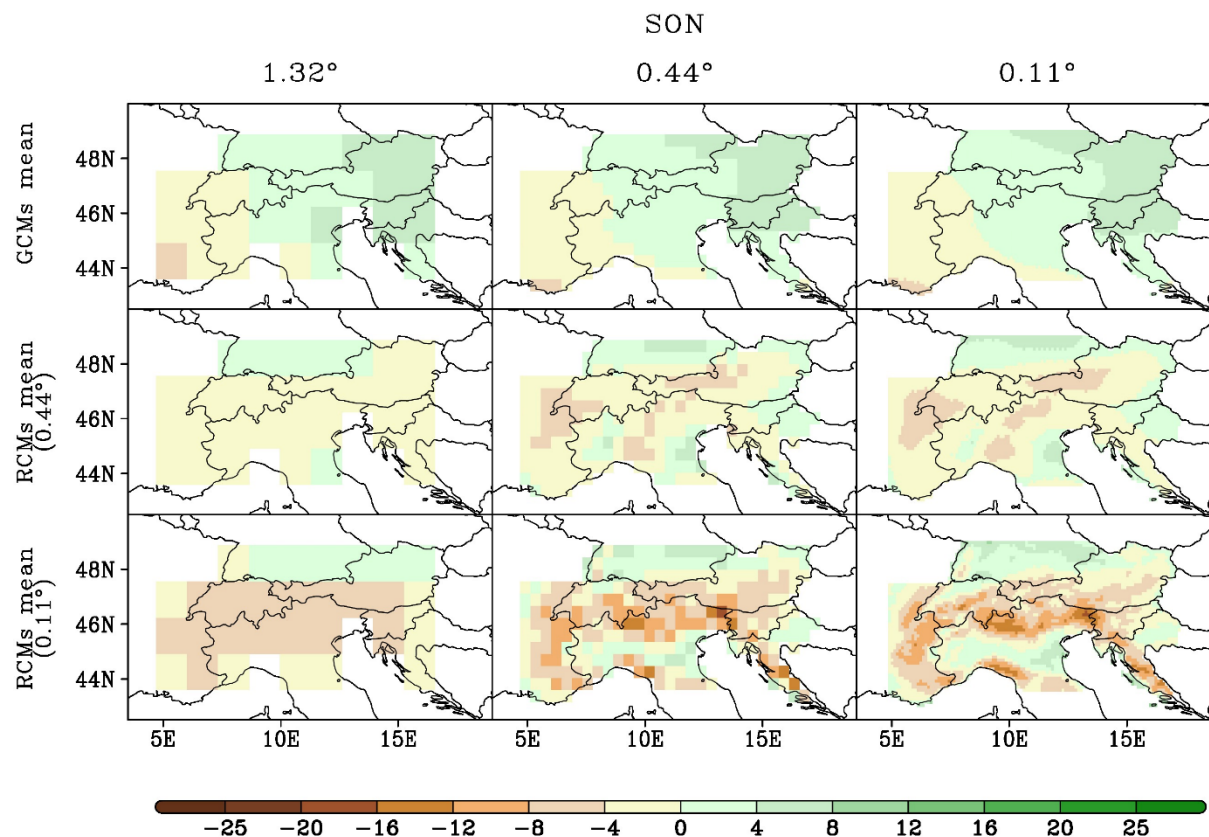 SON
1.32° 0.44° 0.11°
GCMs mean
48N
46N
44N
RCMs mean
(0.44°)
48N
46N
44N
RCMs mean
(0.11°)
48N
46N
44N
5E 10E 15E 5E 10E 15E 5E 10E 15E
-25 -20 -16 -12 -8 -4 0 4 8 12 16 20 25